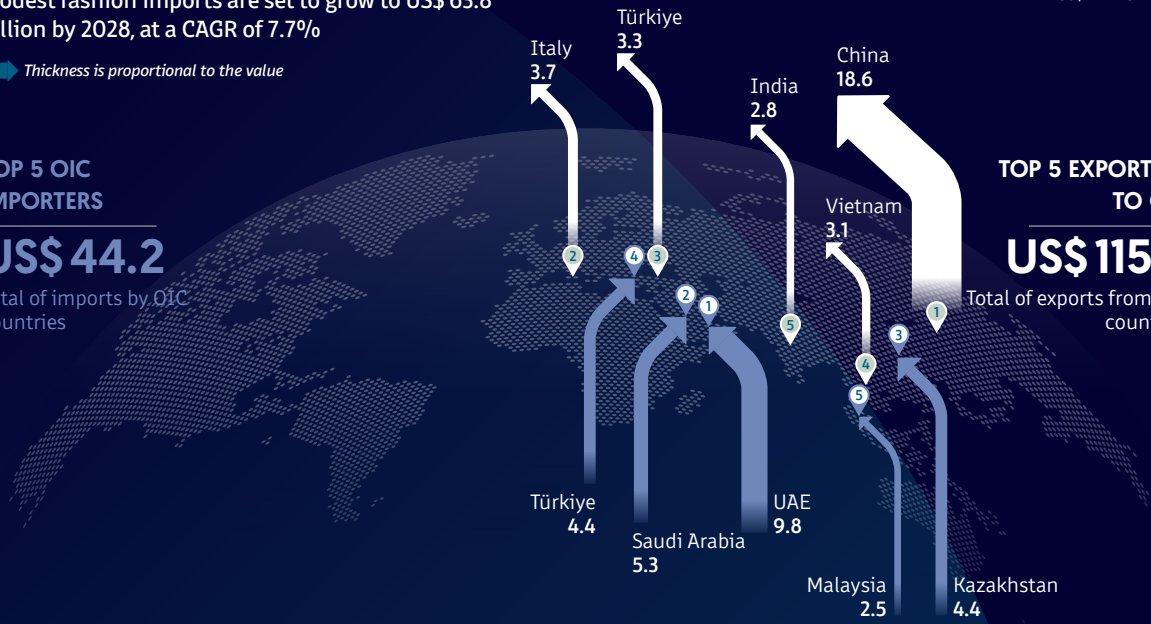 odest fashion imports are set to grow to US$ 63.8
llion by 2028, at a CAGR of 7.7%
Thickness is proportional to the value
OP 5 OIC
MPORTERS
US$ 44.2
tal of imports by OIC
ountries
Italy
3.7
Türkiye
3.3
India
2.8
China
18.6
Vietnam
3.1
TOP 5 EXPORT
TO
US$ 115
Total of exports from
coun
2
4
3
2
1
5
1
3
4
5
Türkiye
4.4
Saudi Arabia
5.3
UAE
9.8
Malaysia
2.5
Kazakhstan
4.4